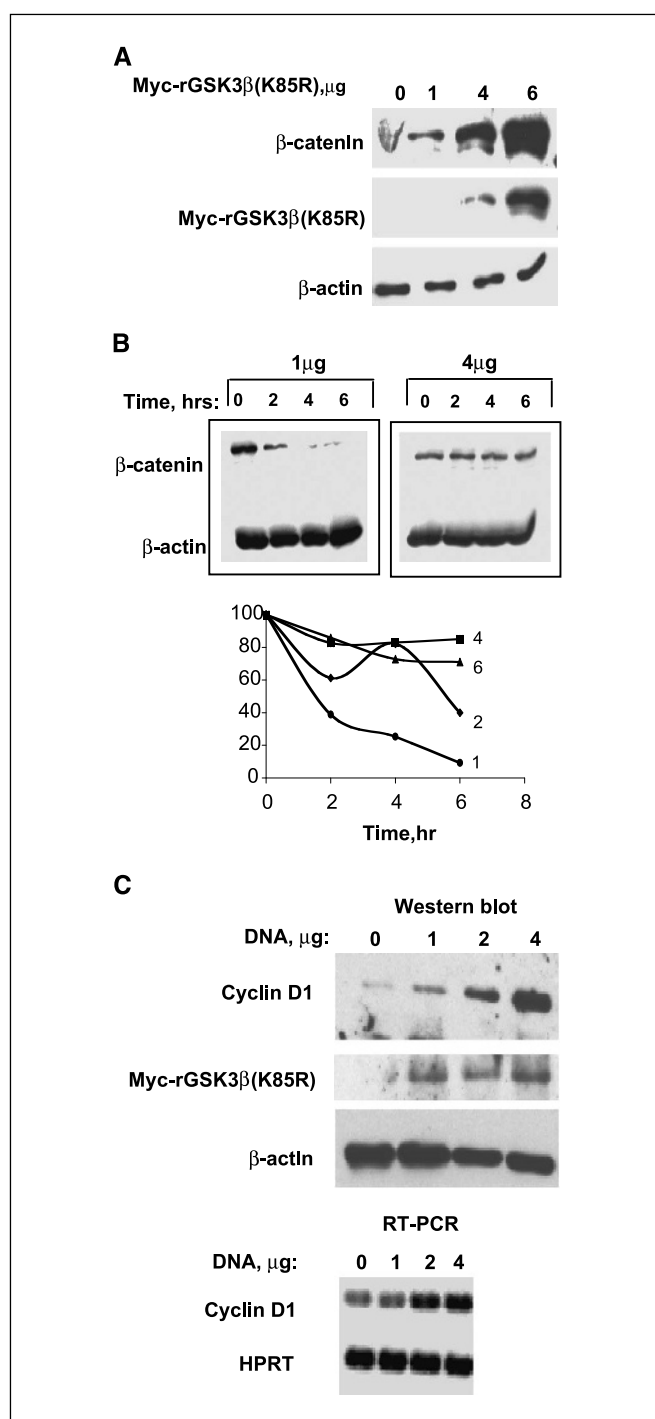 A
Myc-rGSK3β(K85R),μg 0 1 4 6
β-catenIn
Myc-rGSK3β(K85R)
β-actin
B
1μg 4μg
Time, hrs: 0 2 4 6 0 2 4 6
β-catenin
β-actin
100
80
60
40
20
0
4
6
2
1
0 2 4 6 8
Time,hr
C
Western blot
DNA, μg: 0 1 2 4
Cyclin D1
Myc-rGSK3β(K85R)
β-actIn
RT-PCR
DNA, μg: 0 1 2 4
Cyclin D1
HPRT